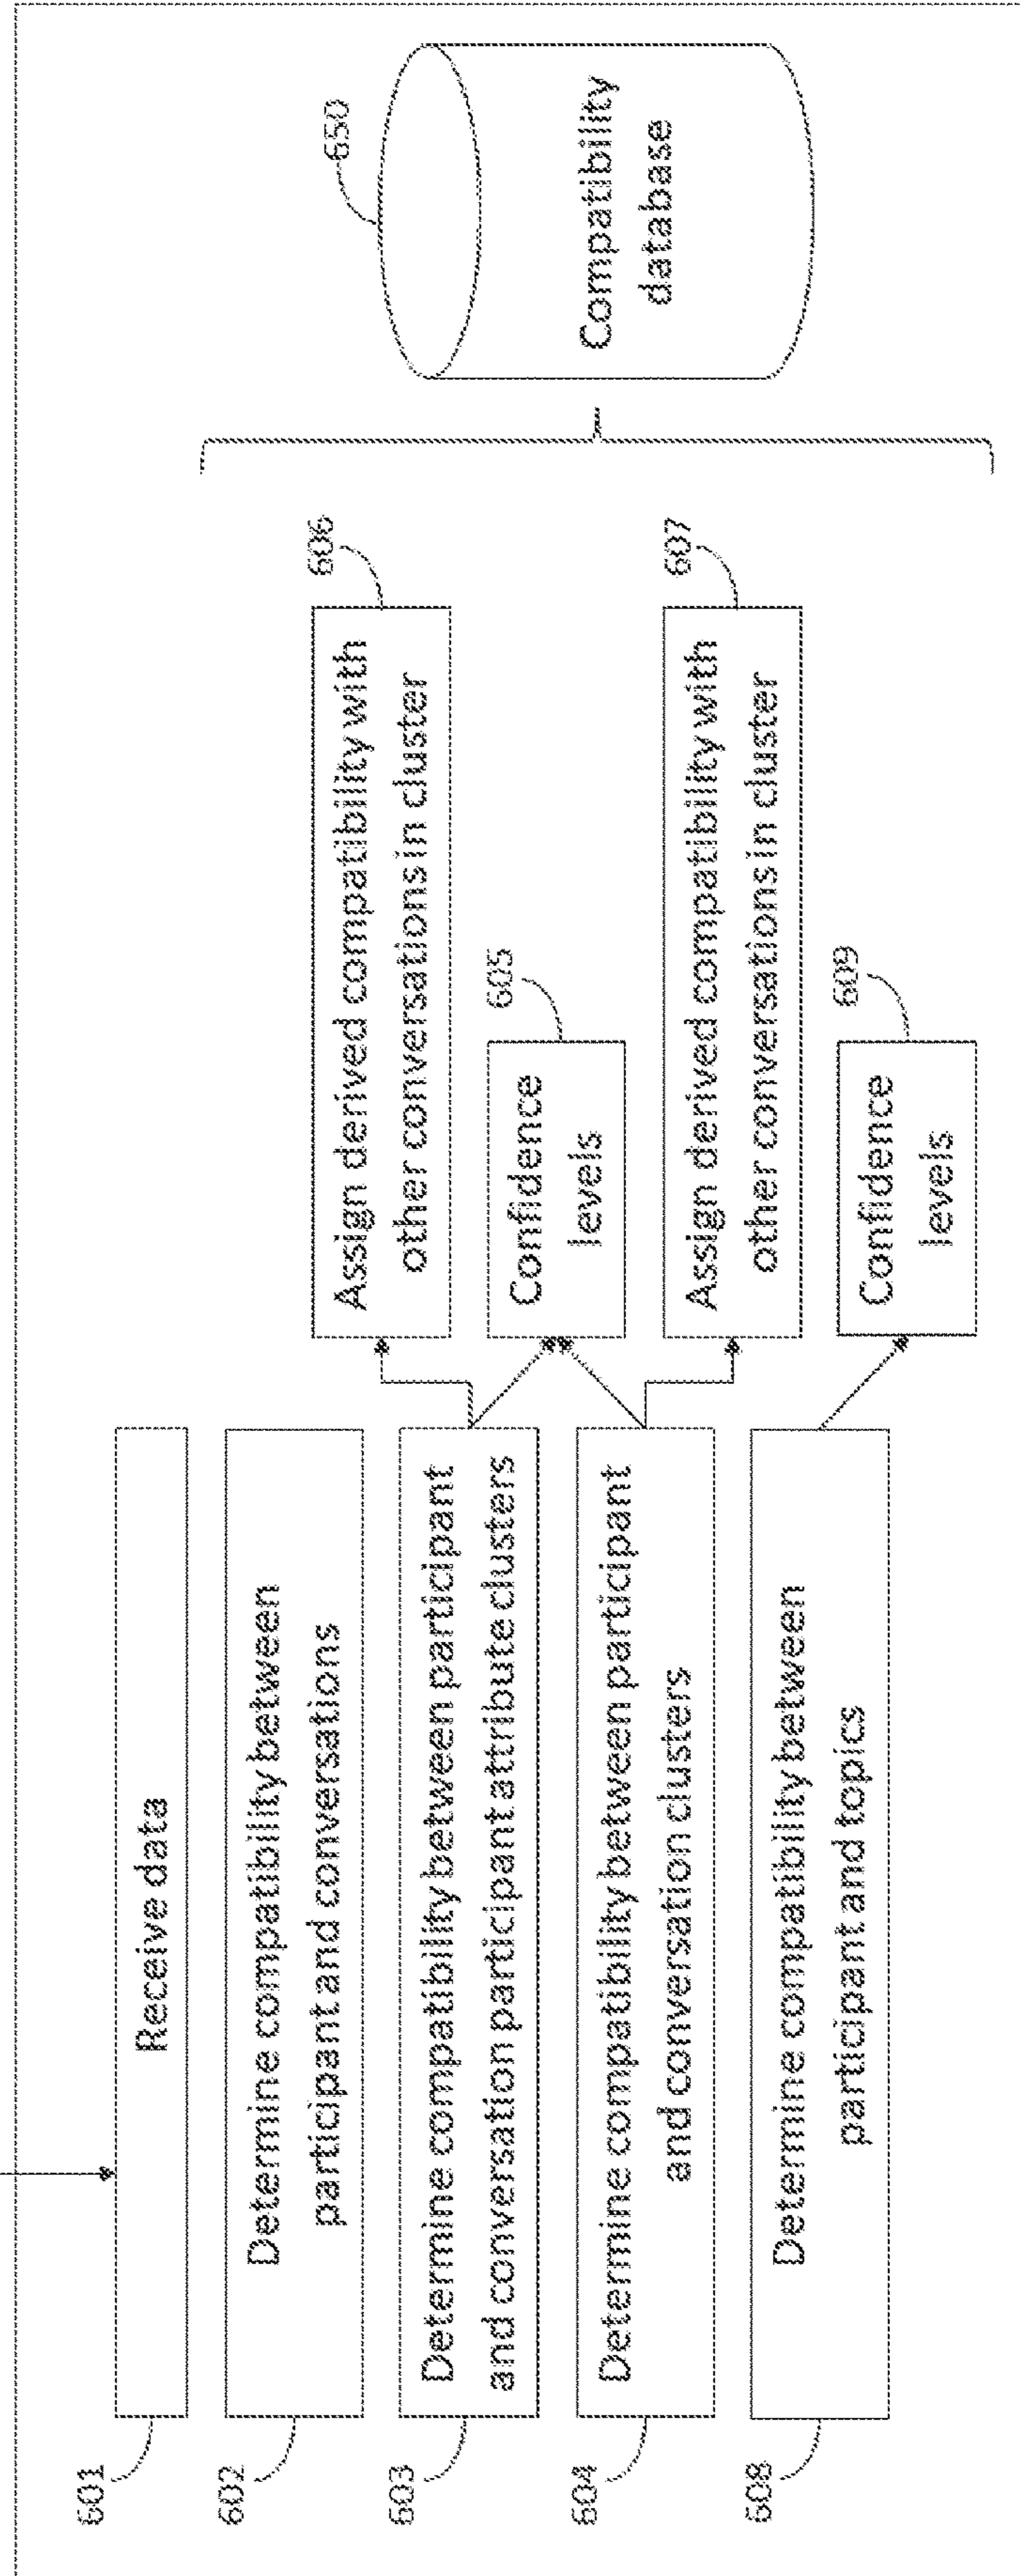 601
Receive data
602
Determine compatibility between
participant and conversations
603
Determine compatibility between participant
and conversation participant attribute clusters
604
Determine compatibility between participant
and conversation clusters
608
Determine compatibility between
participant and topics
606
Assign derived compatibility with
other conversations in cluster
605
Confidence
levels
607
Assign derived compatibility with
other conversations in cluster
609
Confidence
levels
650
Compatibility
database